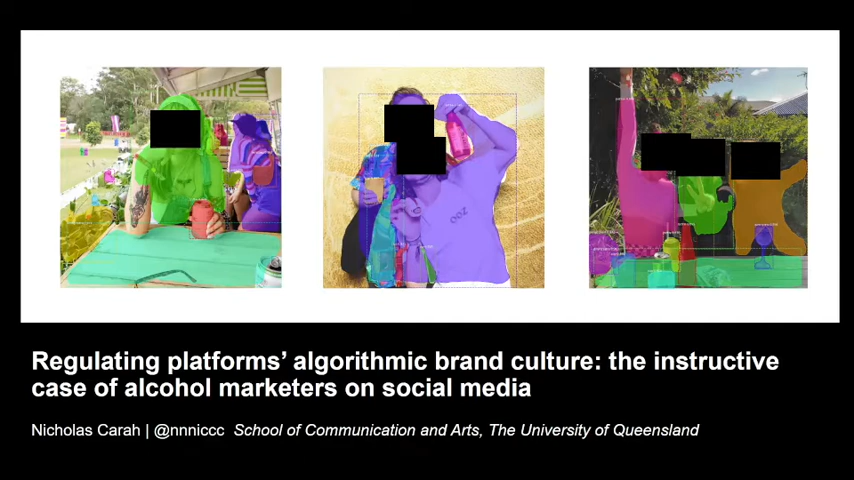 Regulating platforms’ algorithmic brand culture: the instructive
case of alcohol marketers on social media
Nicholas Carah | @nnniccc School of Communication and Arts, The University of Queensland